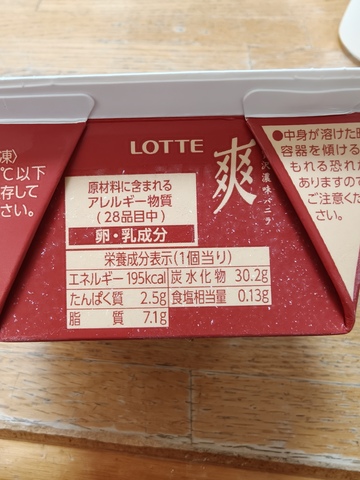 LOTTE
爽
濃味バニラ
原材料に含まれる
アレルギー物質
(28品目中)
卵・乳成分
栄養成分表示(1個当り)
エネルギー 195kcal 炭水化物 30.2g
たんぱく質 2.5g 食塩相当量 0.13g
脂質 7.1g
凍〉
℃以下
存して
さい。
●中身が溶けた
容器を傾ける
もれる恐れ
ありますので
ご注意くだ
い。